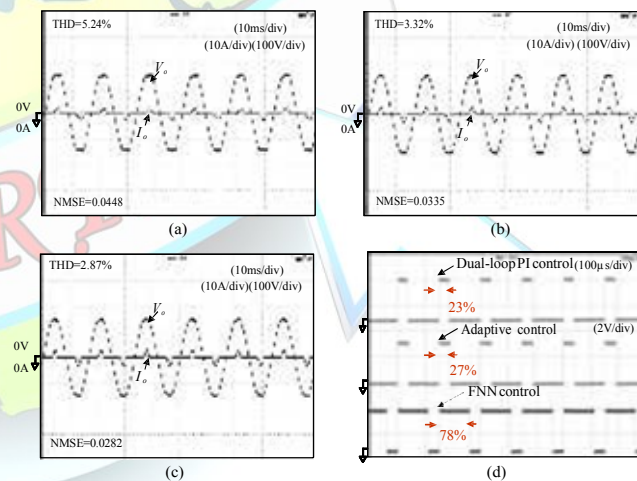 THD=5.24%
(10ms/div)
(10A/div)(100V/div)
Vo
0V
0A
Io
NMSE=0.0448
(a)
THD=3.32%
(10ms/div)
(10A/div) (100V/div)
Vo
0V
0A
Io
NMSE=0.0335
(b)
THD=2.87%
(10ms/div)
(10A/div)(100V/div)
Vo
0V
0A
Io
NMSE=0.0282
(c)
Dual-loop PI control (100μs/div)
23%
(2V/div)
Adaptive control
27%
FNN control
78%
(d)